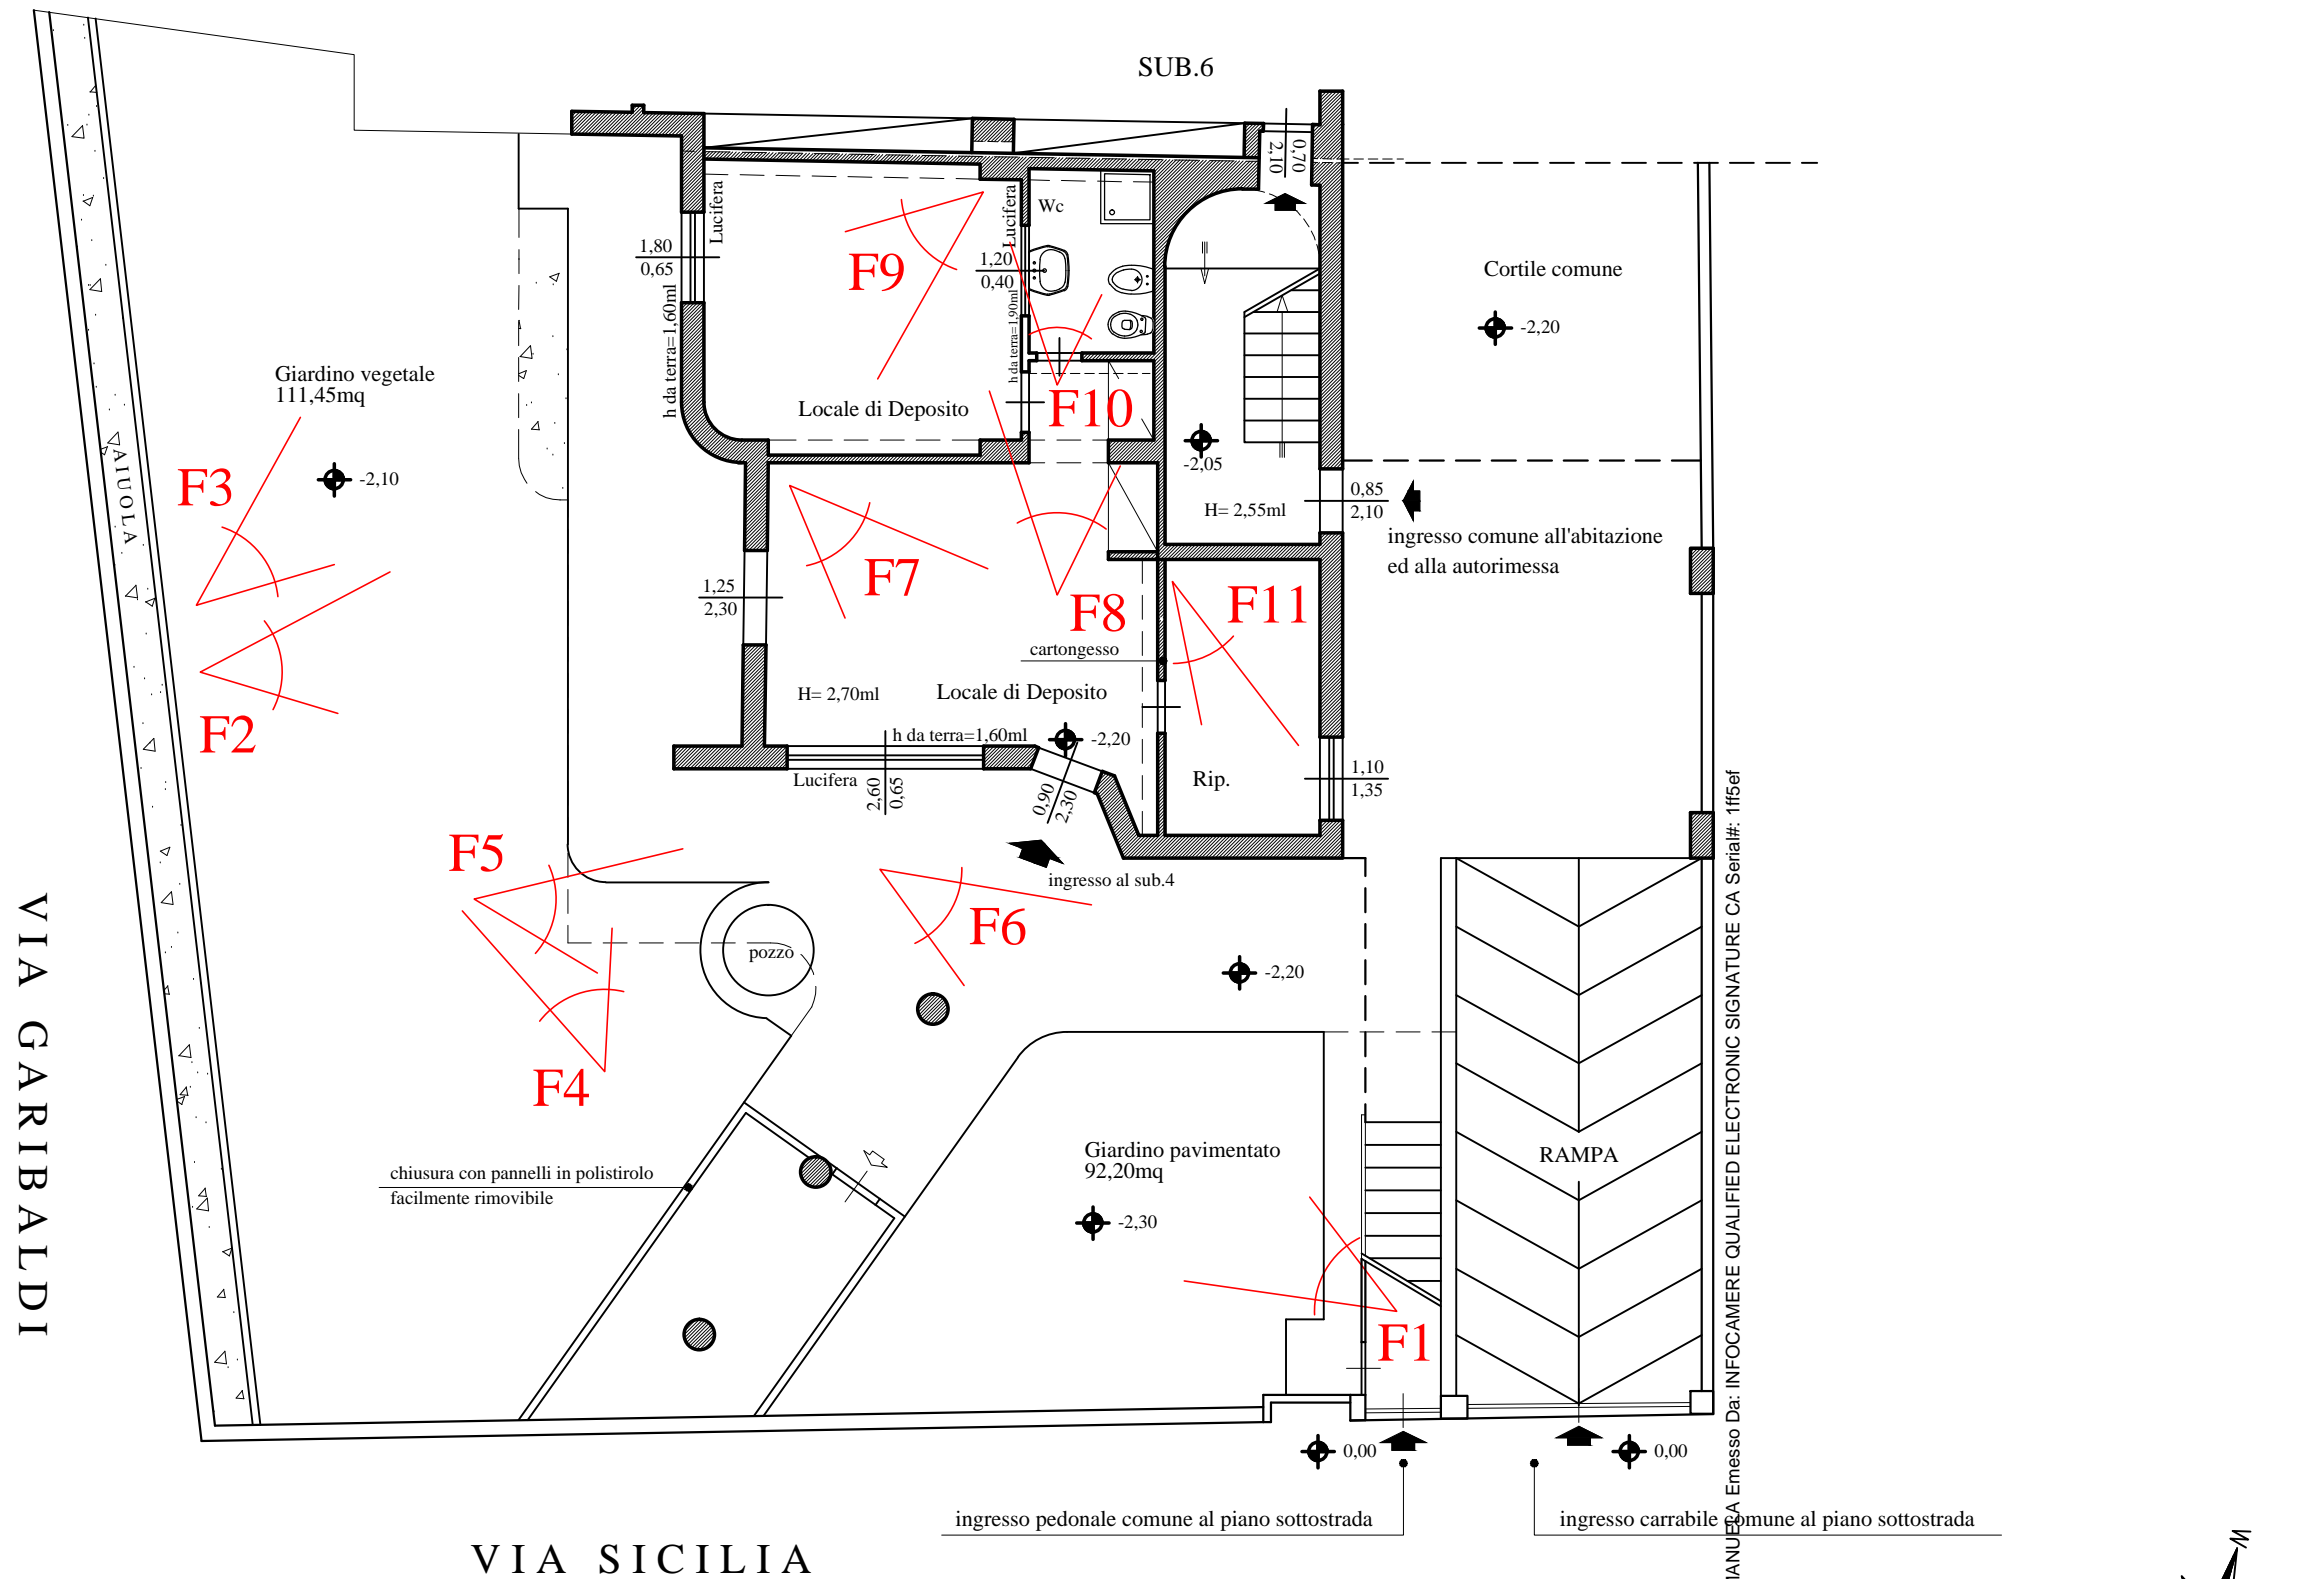 SUB.6
0,70
2,10
Lucifera
Lucifera
Wc
1,80
0,65
F9
1,20
0,40
Cortile comune
-2,20
h da terra=1,60ml
h da terra=1,90ml
Giardino vegetale
111,45mq
Locale di Deposito
F10
AIUOLA
F3
-2,10
-2,05
H= 2,55ml
0,85
2,10
ingresso comune all'abitazione
ed alla autorimessa
F7
F8
F11
1,25
2,30
cartongesso
H= 2,70ml
Locale di Deposito
F2
h da terra=1,60ml
-2,20
Lucifera
2,60
0,65
0,90
2,30
Rip.
1,10
1,35
F5
ingresso al sub.4
F6
pozzo
-2,20
F4
VIA GARIBALDI
chiusura con pannelli in polistirolo
facilmente rimovibile
Giardino pavimentato
92,20mq
-2,30
RAMPA
F1
0,00
0,00
ingresso pedonale comune al piano sottostrada
ingresso carrabile comune al piano sottostrada
VIA SICILIA
IANUELA Emesso Da: INFOCAMERE QUALIFIED ELECTRONIC SIGNATURE CA Serial#: 1ff5ef